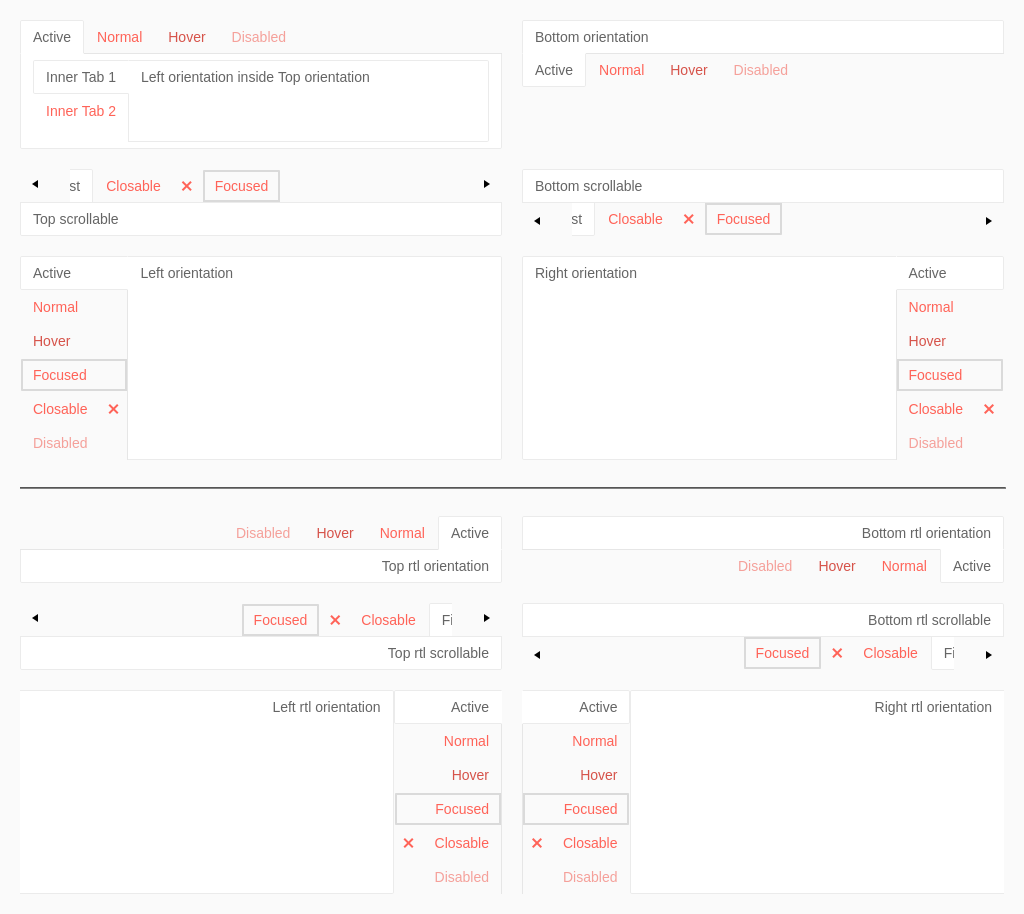 Active Normal Hover Disabled
Inner Tab 1 Left orientation inside Top orientation
Inner Tab 2
Bottom orientation
Active Normal Hover Disabled
st Closable Focused
Top scrollable
Bottom scrollable
st Closable Focused
Active Left orientation
Normal
Hover
Focused
Closable
Disabled
Right orientation Active
Normal
Hover
Focused
Closable
Disabled
Disabled Hover Normal Active
Top rtl orientation
Bottom rtl orientation
Disabled Hover Normal Active
Focused Closable Fi
Top rtl scrollable
Bottom rtl scrollable
Focused Closable Fi
Left rtl orientation Active
Normal
Hover
Focused
Closable
Disabled
Active Right rtl orientation
Normal
Hover
Focused
Closable
Disabled